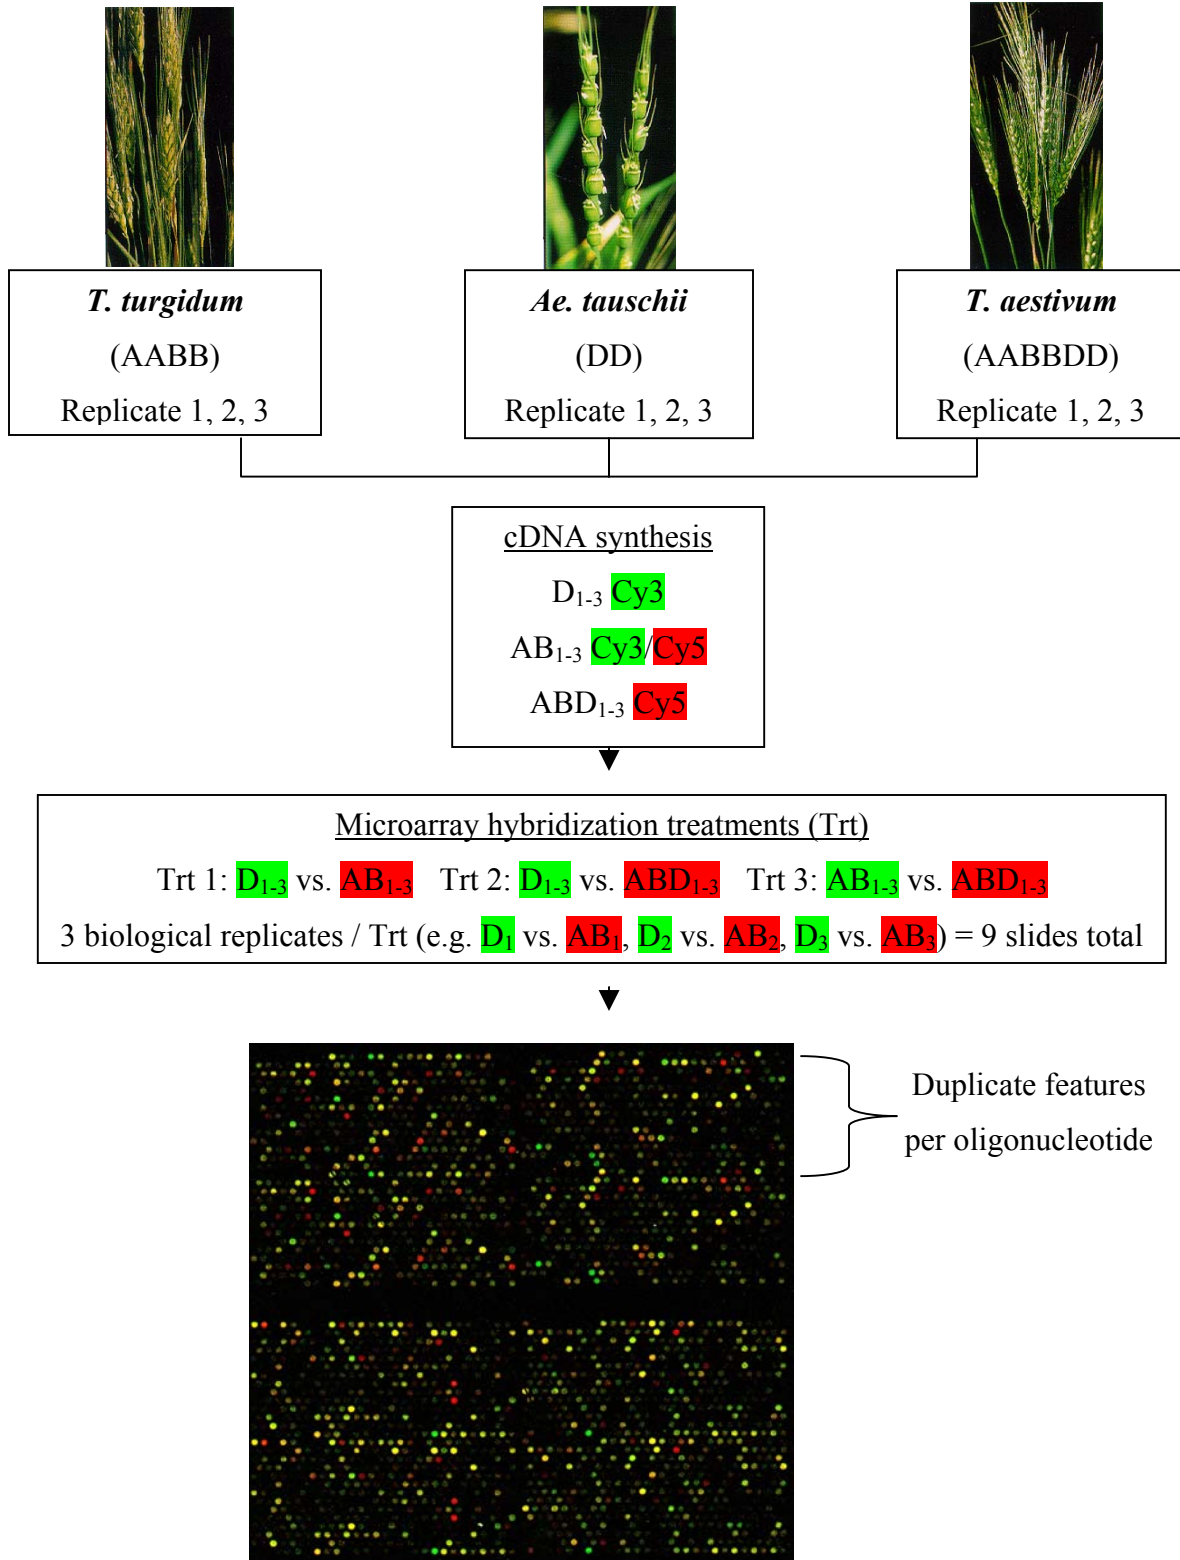 T. turgidum
(AABB)
Replicate 1, 2, 3
Ae. tauschii
(DD)
Replicate 1, 2, 3
T. aestivum
(AABBDD)
Replicate 1, 2, 3
cDNA synthesis
D1-3 Cy3
AB1-3 Cy3/Cy5
ABD1-3 Cy5
Microarray hybridization treatments (Trt)
Trt 1: D1-3 vs. AB1-3 Trt 2: D1-3 vs. ABD1-3 Trt 3: AB1-3 vs. ABD1-3
3 biological replicates / Trt (e.g. D1 vs. AB1, D2 vs. AB2, D3 vs. AB3) = 9 slides total
Duplicate features
per oligonucleotide